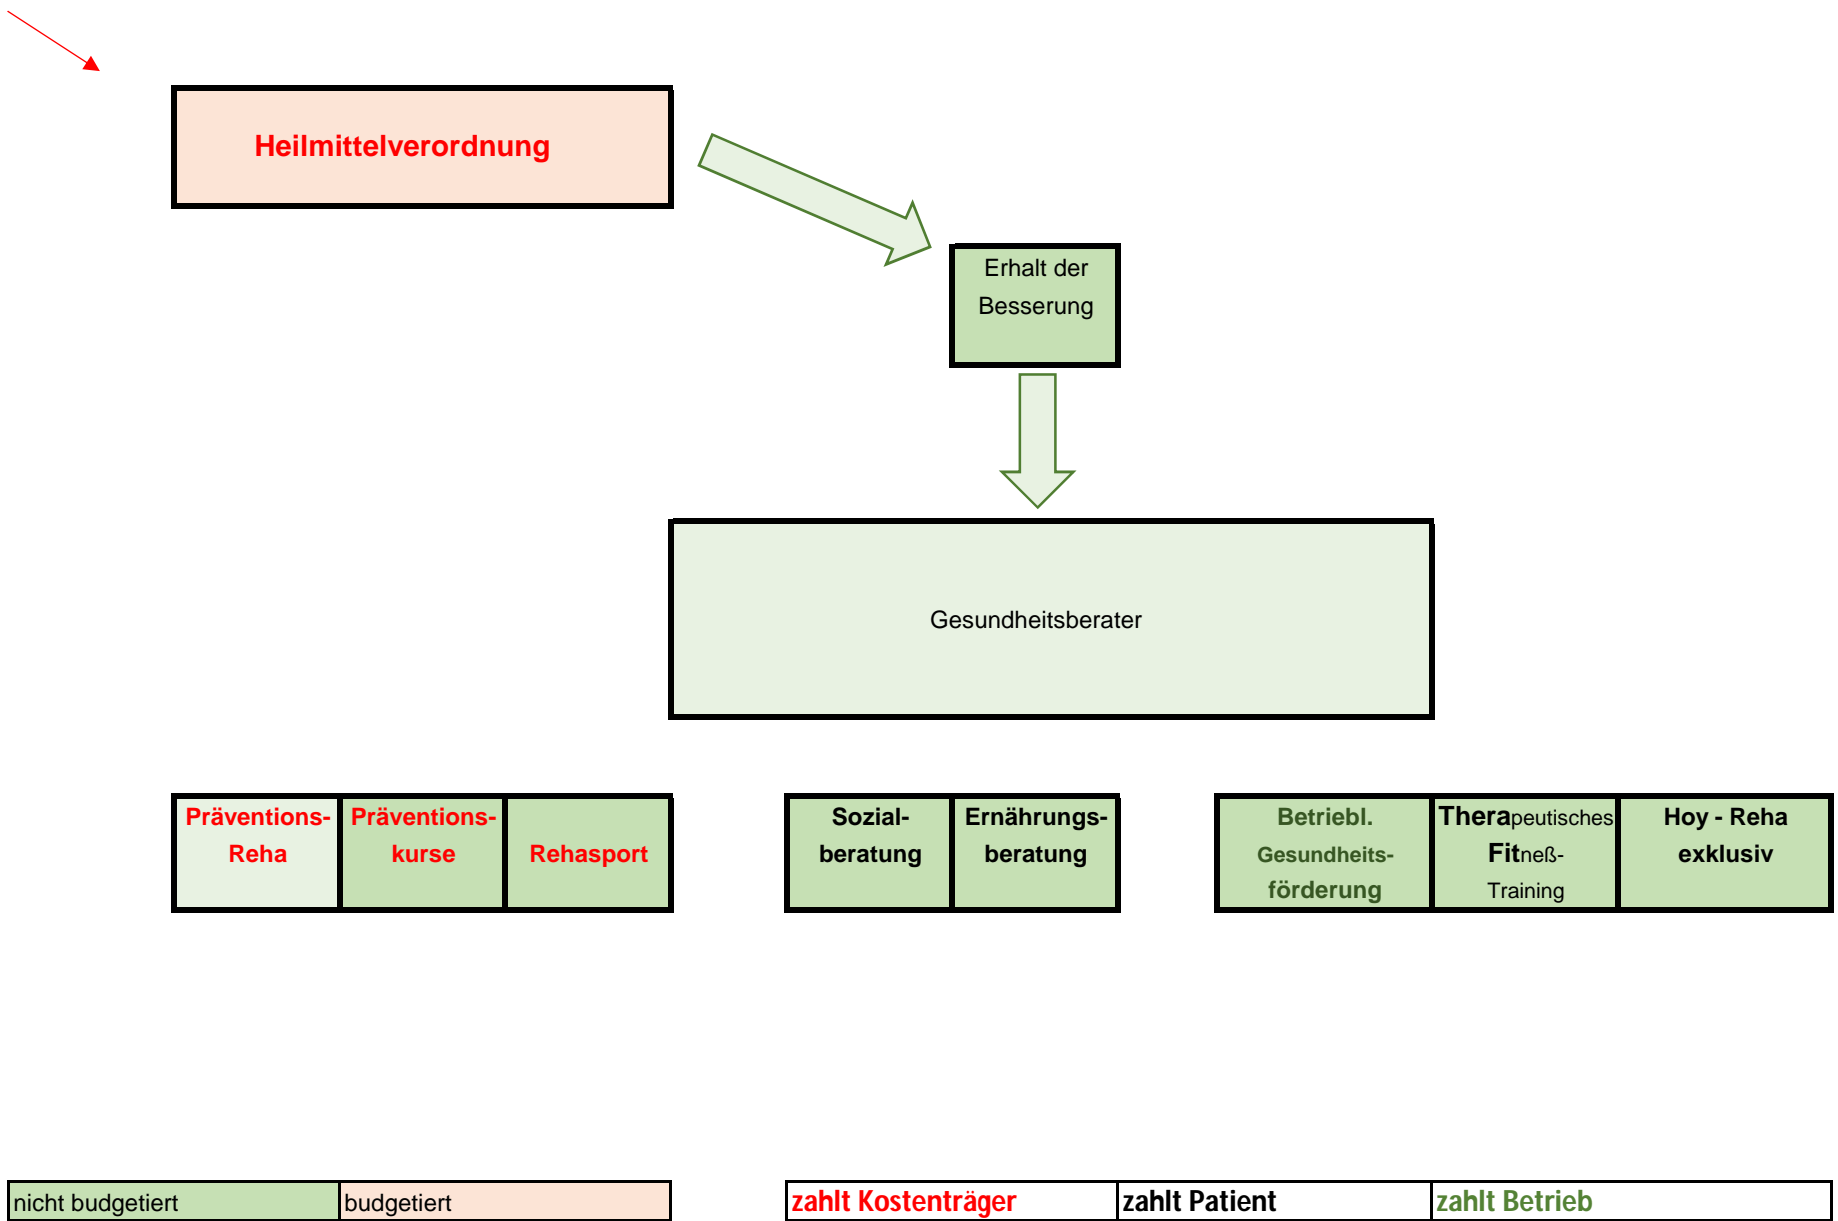 Heilmittelverordnung
Erhalt der
Besserung
Gesundheitsberater
Präventions-
Reha
Präventions-
kurse
Rehasport
Sozial-
beratung
Ernährungs-
beratung
Betriebl.
Gesundheits-
förderung
Therapeutisches
Fitneß-
Training
Hoy - Reha
exklusiv
nicht budgetiert
budgetiert
zahlt Kostenträger
zahlt Patient
zahlt Betrieb